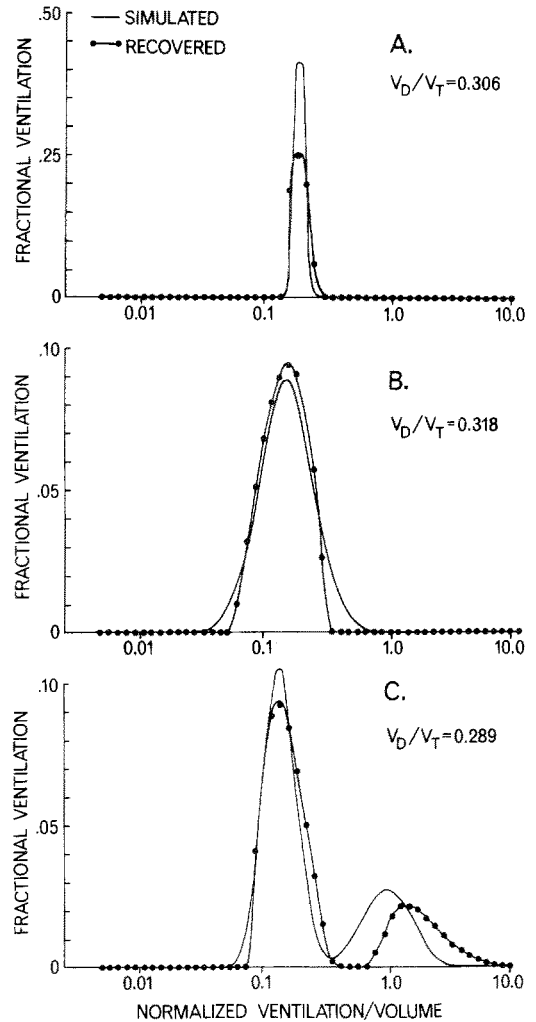 SIMULATED
RECOVERED
A.
V_D/V_T=0.306
FRACTIONAL VENTILATION
.50
.25
0
0.01 0.1 1.0 10.0
B.
V_D/V_T=0.318
FRACTIONAL VENTILATION
.10
.05
0
0.01 0.1 1.0 10.0
C.
V_D/V_T=0.289
FRACTIONAL VENTILATION
.10
.05
0
0.01 0.1 1.0 10.0
NORMALIZED VENTILATION/VOLUME